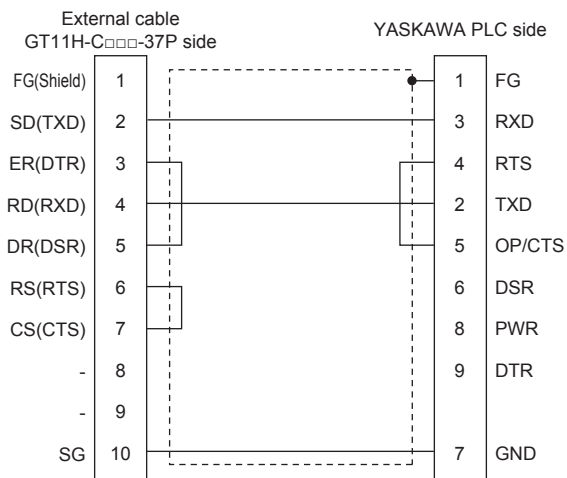 External cable
GT11H-C□□□-37P side
YASKAWA PLC side
FG(Shield) 1 1 FG
SD(TXD) 2 3 RXD
ER(DTR) 3 4 RTS
RD(RXD) 4 2 TXD
DR(DSR) 5 5 OP/CTS
RS(RTS) 6 6 DSR
CS(CTS) 7 8 PWR
- 8 9 DTR
- 9
SG 10 7 GND